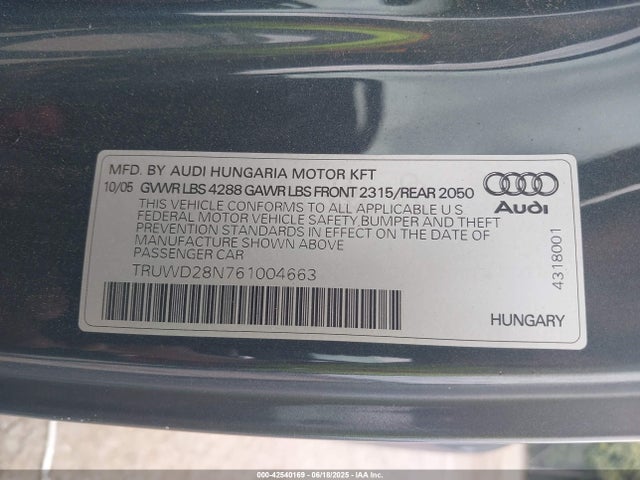 MFD. BY AUDI HUNGARIA MOTOR KFT
10/05 GVWR LBS 4288 GAWR LBS FRONT 2315/REAR 2050
THIS VEHICLE CONFORMS TO ALL APPLICABLE U S
FEDERAL MOTOR VEHICLE SAFETY BUMPER AND THEFT
PREVENTION STANDARDS IN EFFECT ON THE DATE OF
MANUFACTURE SHOWN ABOVE
PASSENGER CAR
TRUWD28N761004663
Audi
4318001
HUNGARY
000-42540169 - 06/18/2025 - IAAI.COM